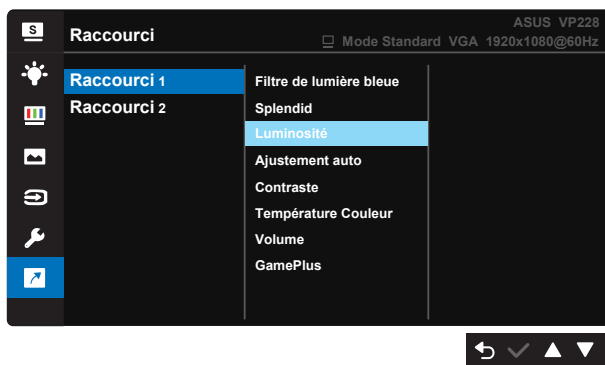 S
Raccourci
ASUS VP228
Mode Standard VGA 1920x1080@60Hz
Raccourci 1
Raccourci 2
Filtre de lumière bleue
Splendid
Luminosité
Ajustement auto
Contraste
Température Couleur
Volume
GamePlus